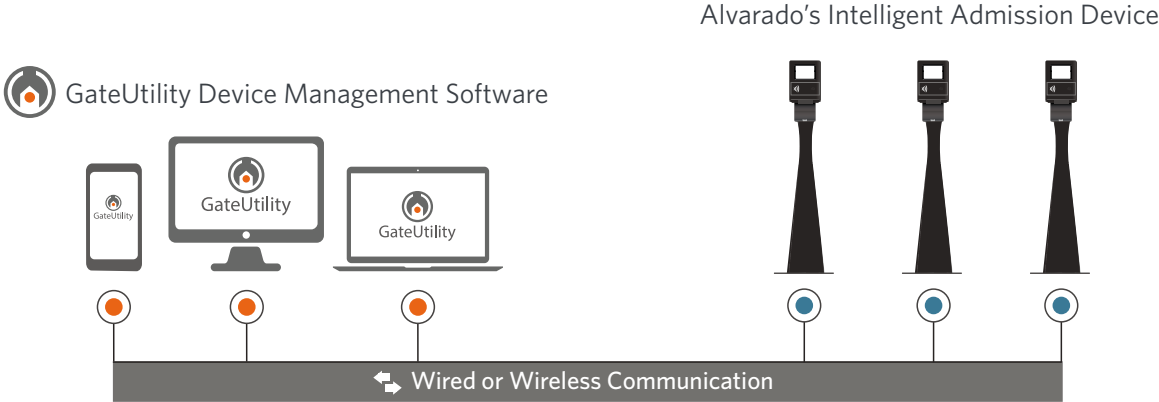 Alvarado’s Intelligent Admission Device
GateUtility Device Management Software
GateUtility
GateUtility
GateUtility
Wired or Wireless Communication